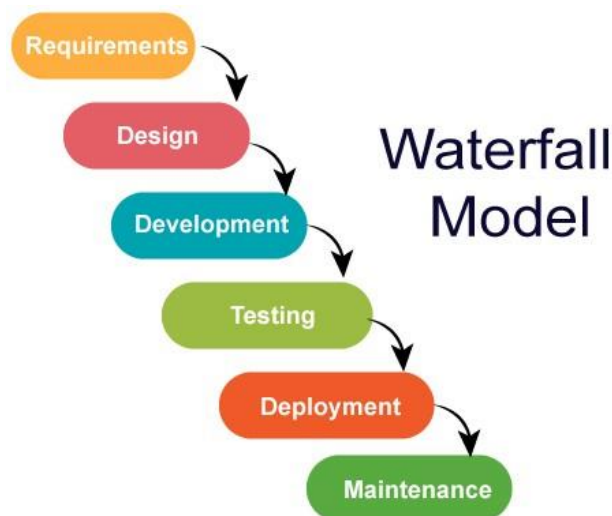 Requirements
Design
Waterfall
Model
Development
Testing
Deployment
Maintenance